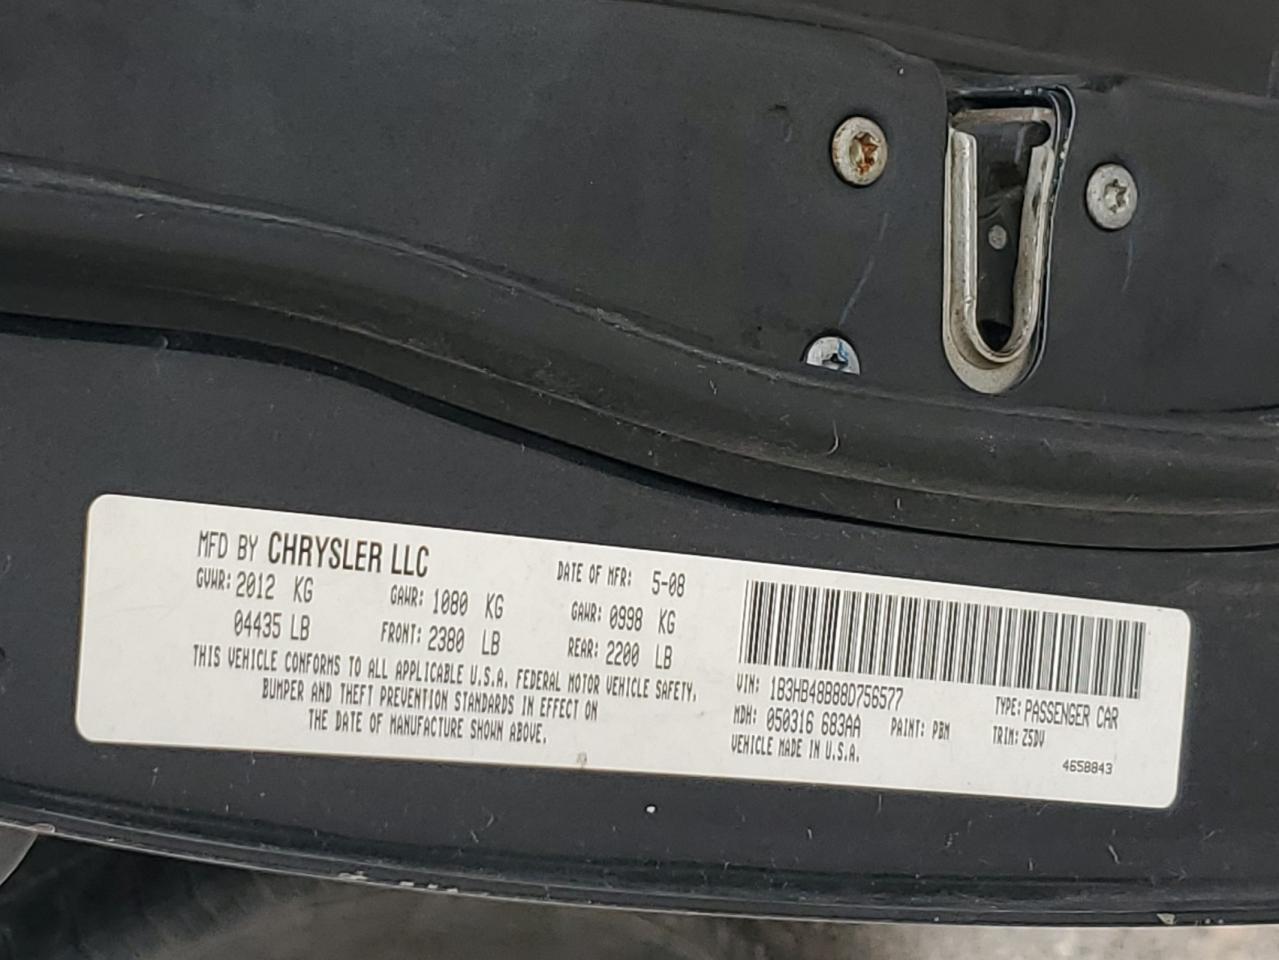 MFD BY CHRYSLER LLC DATE OF MFR: 5-08
GVWR: 2012 KG GAWR: 1080 KG GAWR: 0998 KG
04435 LB FRONT: 2380 LB REAR: 2200 LB
THIS VEHICLE CONFORMS TO ALL APPLICABLE U.S.A. FEDERAL MOTOR VEHICLE SAFETY,
BUMPER AND THEFT PREVENTION STANDARDS IN EFFECT ON
THE DATE OF MANUFACTURE SHOWN ABOVE.
VIN: 1B3HB48B88D756577 TYPE: PASSENGER CAR
MDH: 050316 683AA PAINT: PBM TRIM: Z5DV
VEHICLE MADE IN U.S.A.
4658843